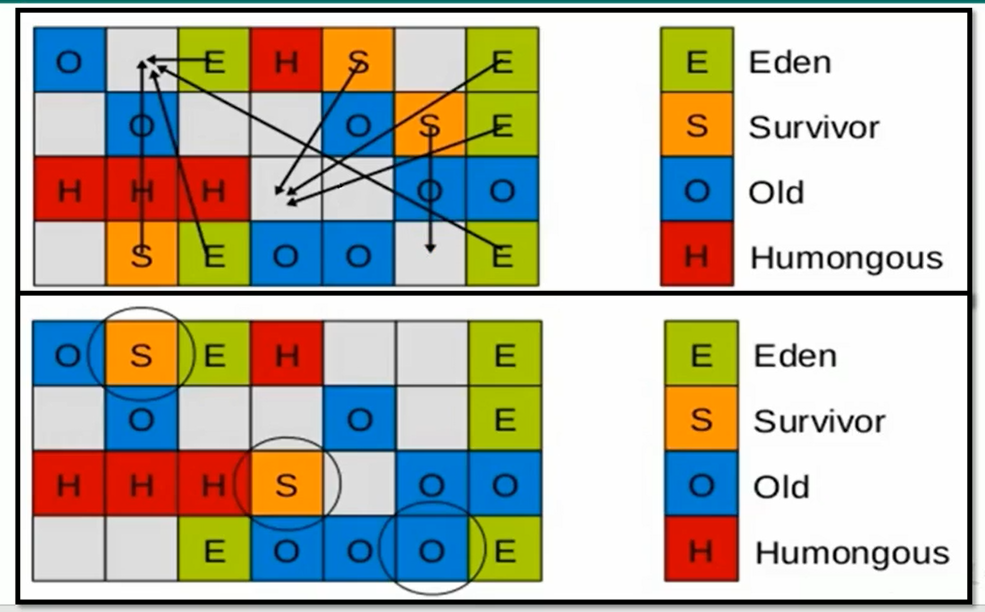 O E H S E E Eden
O O S E S Survivor
H H H O O O Old
S E O O E H Humongous
O S E H E E Eden
O O E S Survivor
H H H S O O O Old
E O O O E H Humongous